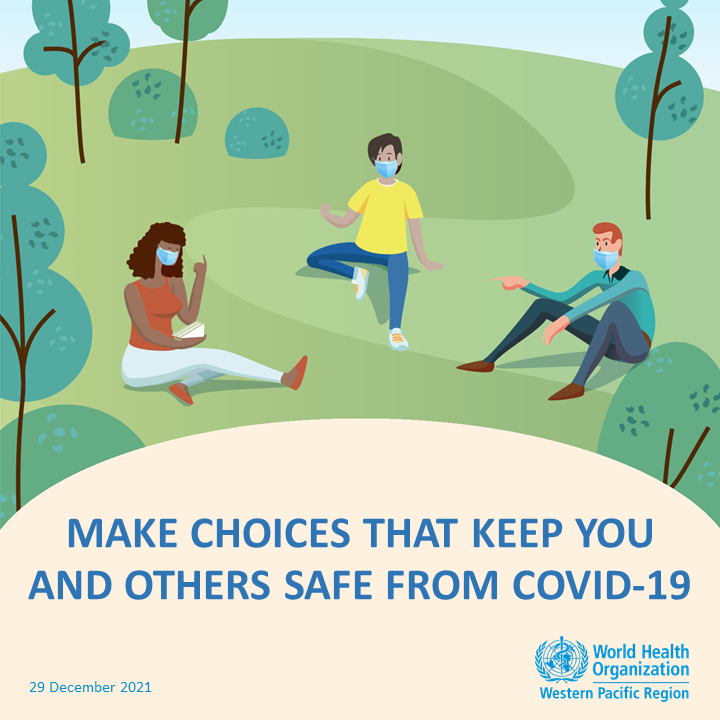 MAKE CHOICES THAT KEEP YOU
AND OTHERS SAFE FROM COVID-19
29 December 2021
World Health
Organization
Western Pacific Region